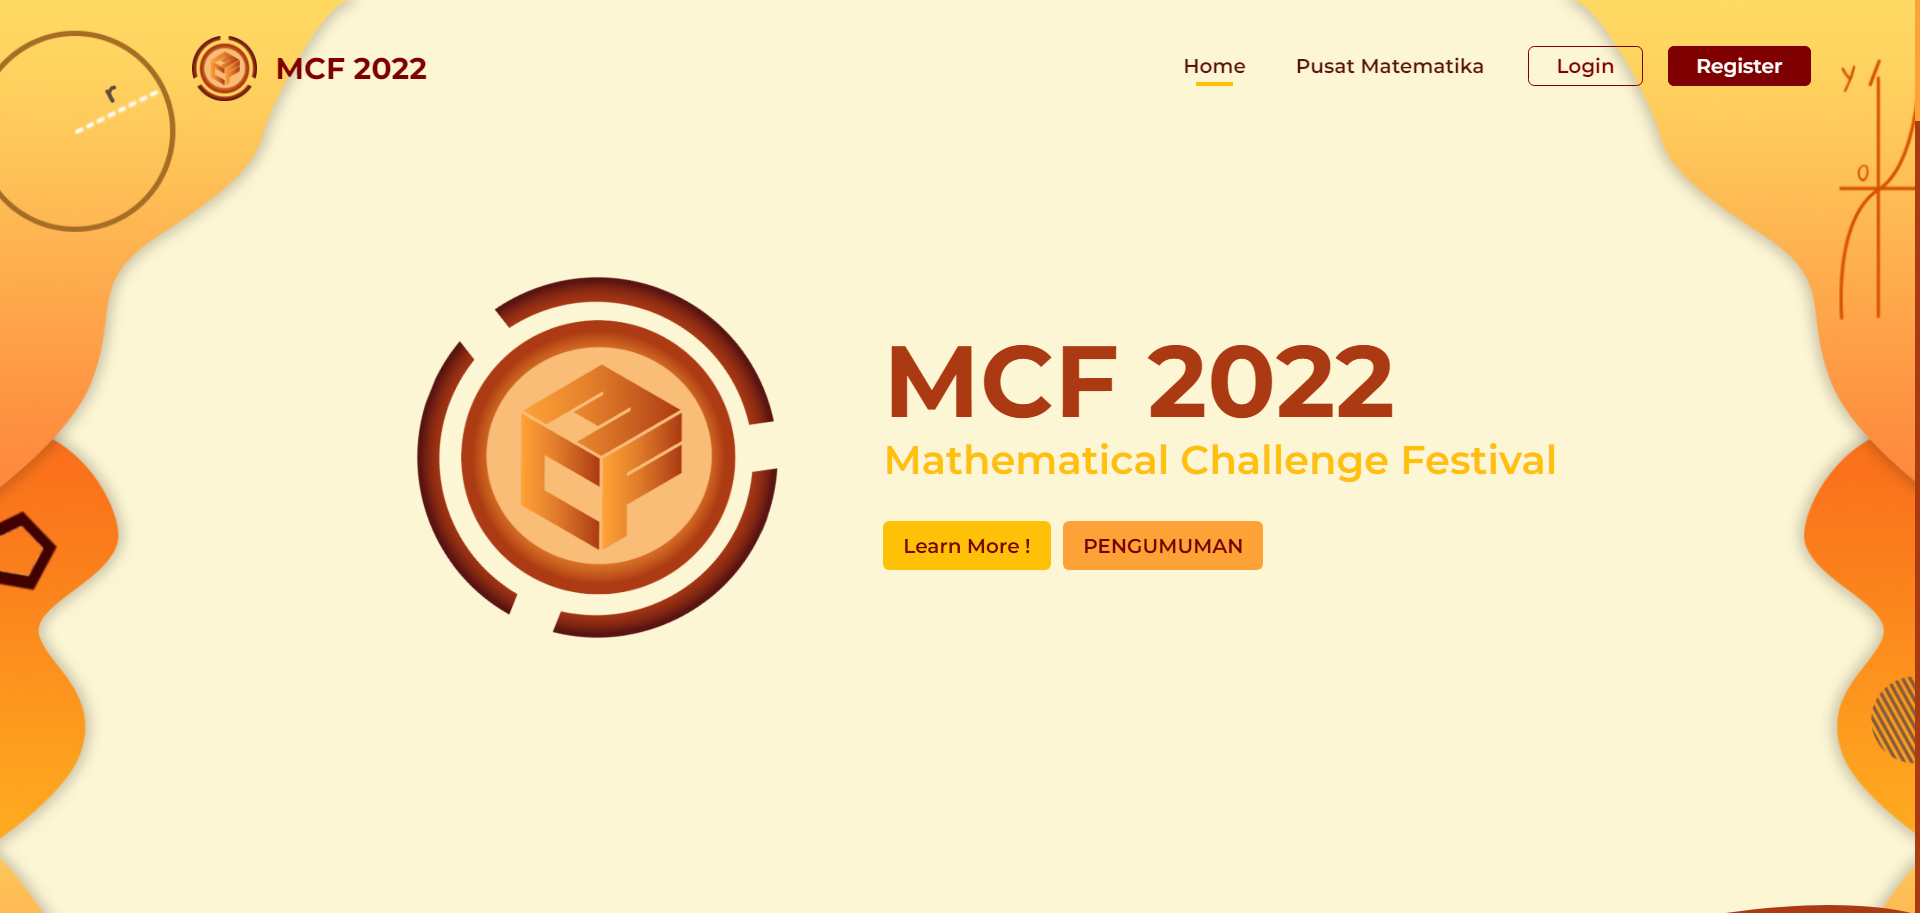 MCF 2022
Home
Pusat Matematika
Login
Register
r
y
0
MCF 2022
Mathematical Challenge Festival
Learn More !
PENGUMUMAN